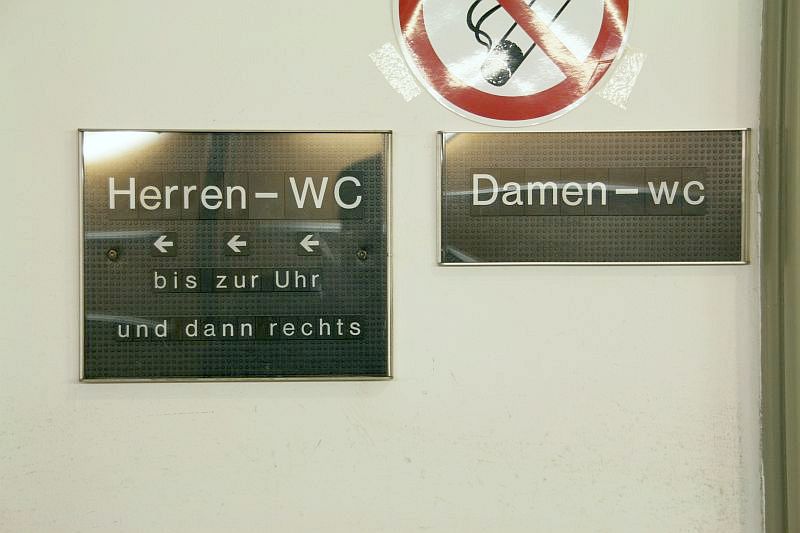 Herren-WC
← ← ←
bis zur Uhr
und dann rechts
Damen-WC